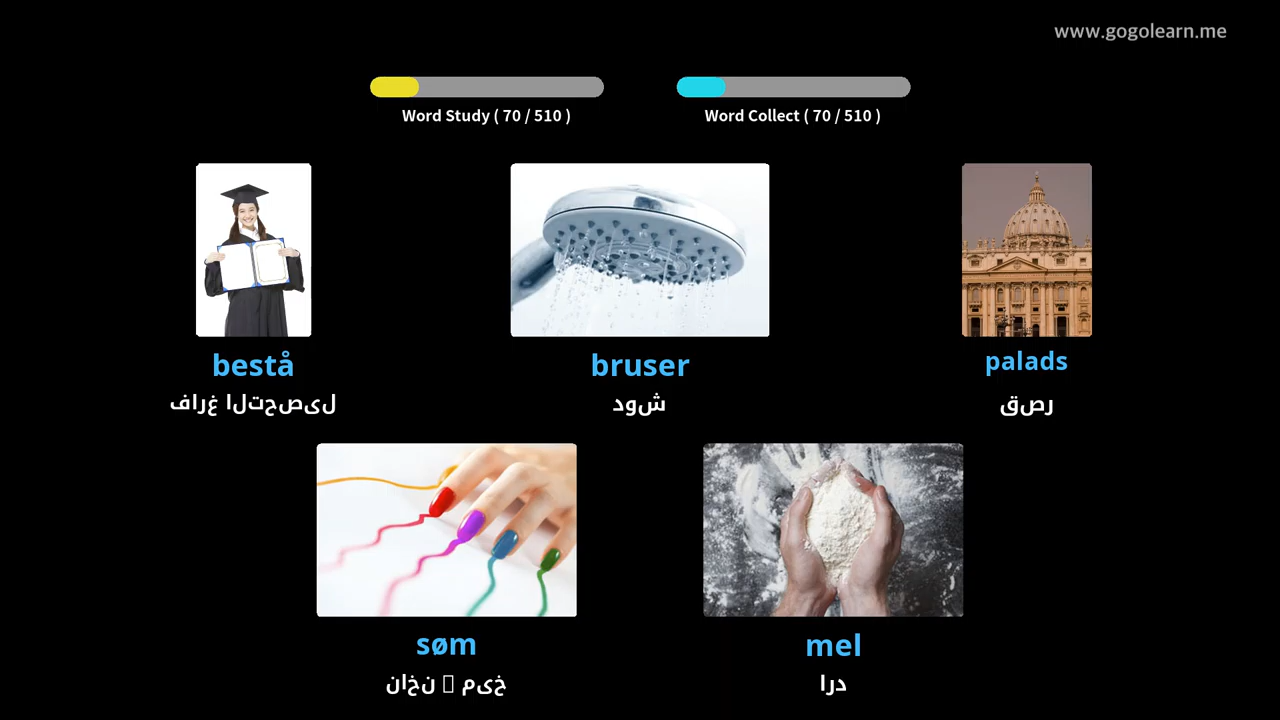 www.gogolearn.me
Word Study ( 70 / 510 )
Word Collect ( 70 / 510 )
bestå
فارغ التحصیل
bruser
دوش
palads
قصر
søm
ناخن ▯ میخ
mel
ارد